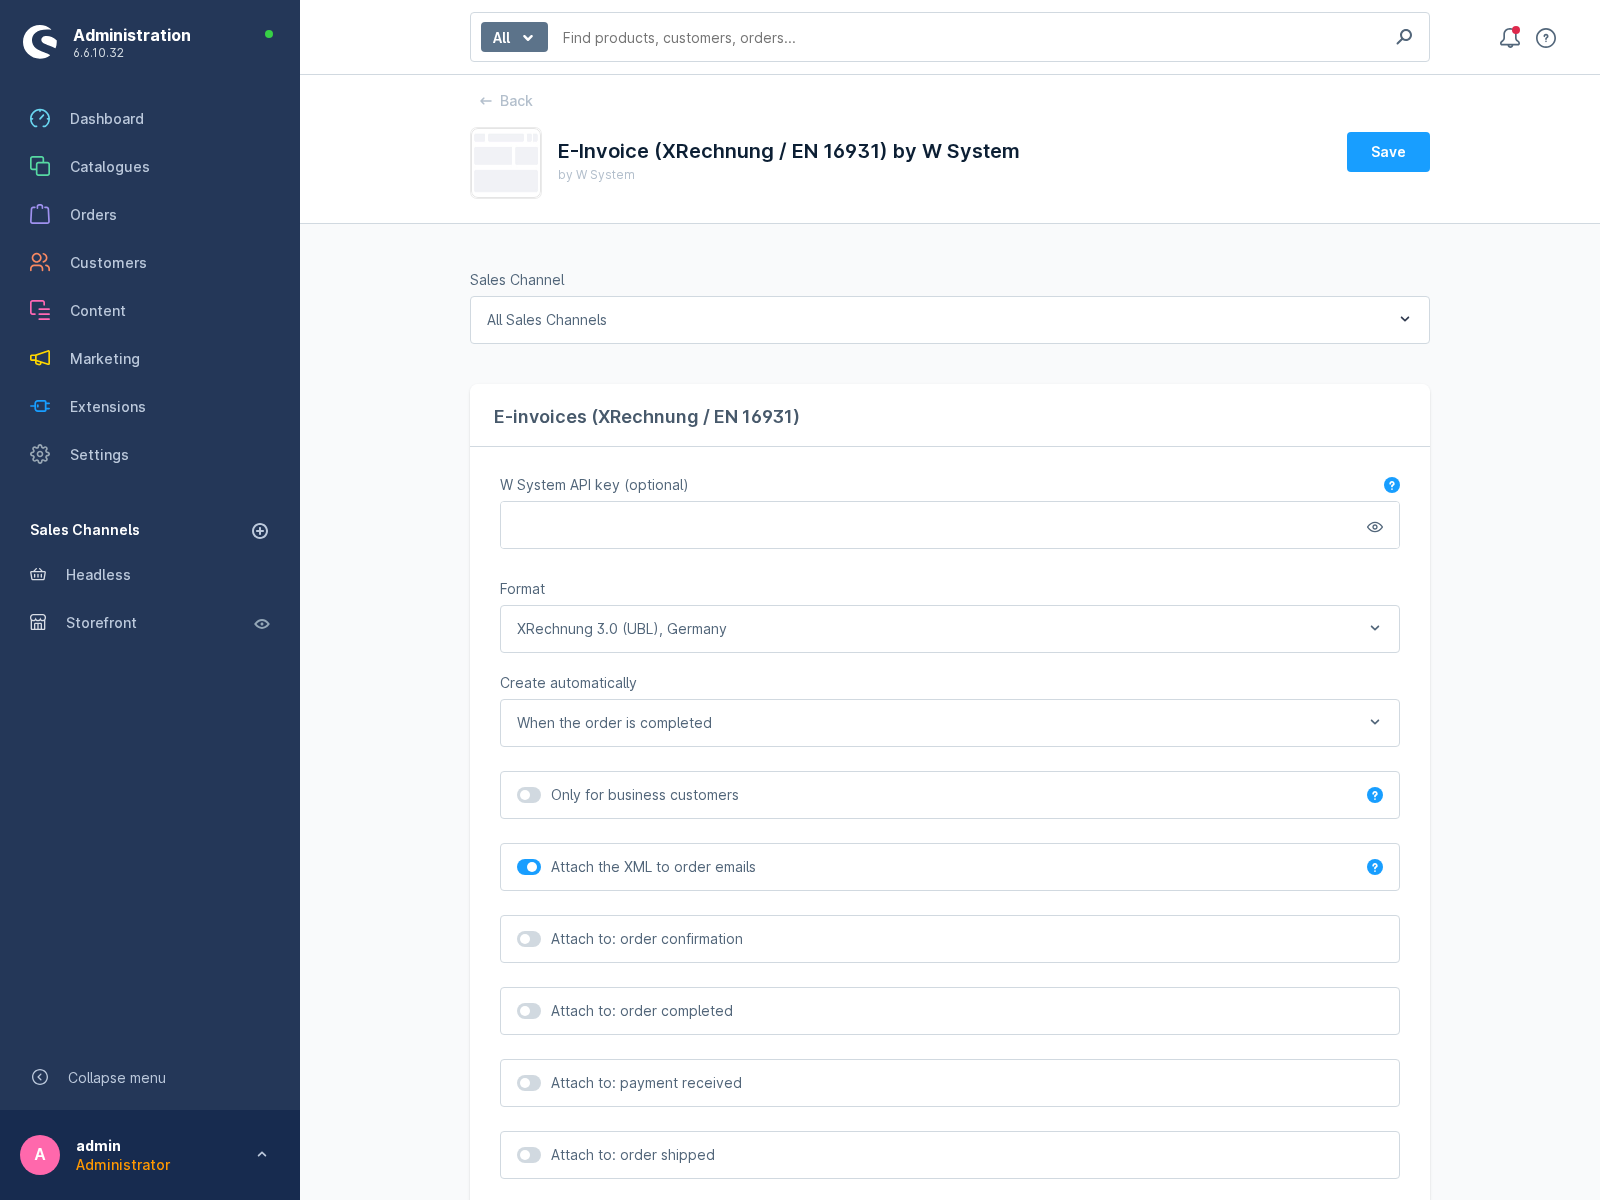 Administration
6.6.10.32
Dashboard
Catalogues
Orders
Customers
Content
Marketing
Extensions
Settings
Sales Channels
Headless
Storefront
Collapse menu
A
admin
Administrator
All
Find products, customers, orders...
Back
E-Invoice (XRechnung / EN 16931) by W System
by W System
Save
Sales Channel
All Sales Channels
E-invoices (XRechnung / EN 16931)
W System API key (optional)
Format
XRechnung 3.0 (UBL), Germany
Create automatically
When the order is completed
Only for business customers
Attach the XML to order emails
Attach to: order confirmation
Attach to: order completed
Attach to: payment received
Attach to: order shipped